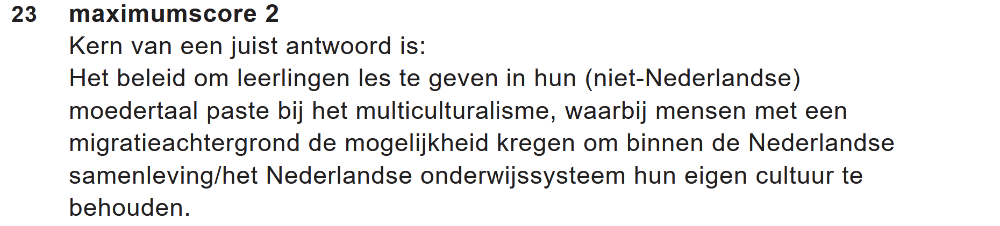 23 maximumscore 2
Kern van een juist antwoord is:
Het beleid om leerlingen les te geven in hun (niet-Nederlandse)
moedertaal paste bij het multiculturalisme, waarbij mensen met een
migratieachtergrond de mogelijkheid kregen om binnen de Nederlandse
samenleving/het Nederlandse onderwijssysteem hun eigen cultuur te
behouden.